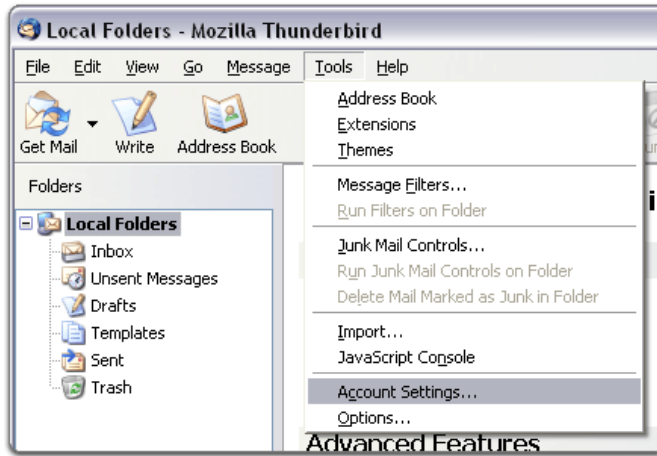 Local Folders - Mozilla Thunderbird
File Edit View Go Message Tools Help
Get Mail Write Address Book
Folders
Local Folders
Inbox
Unsent Messages
Drafts
Templates
Sent
Trash
Address Book
Extensions
Themes
Message Filters...
Run Filters on Folder
Junk Mail Controls...
Run Junk Mail Controls on Folder
Delete Mail Marked as Junk in Folder
Import...
JavaScript Console
Account Settings...
Options...
Advanced Features